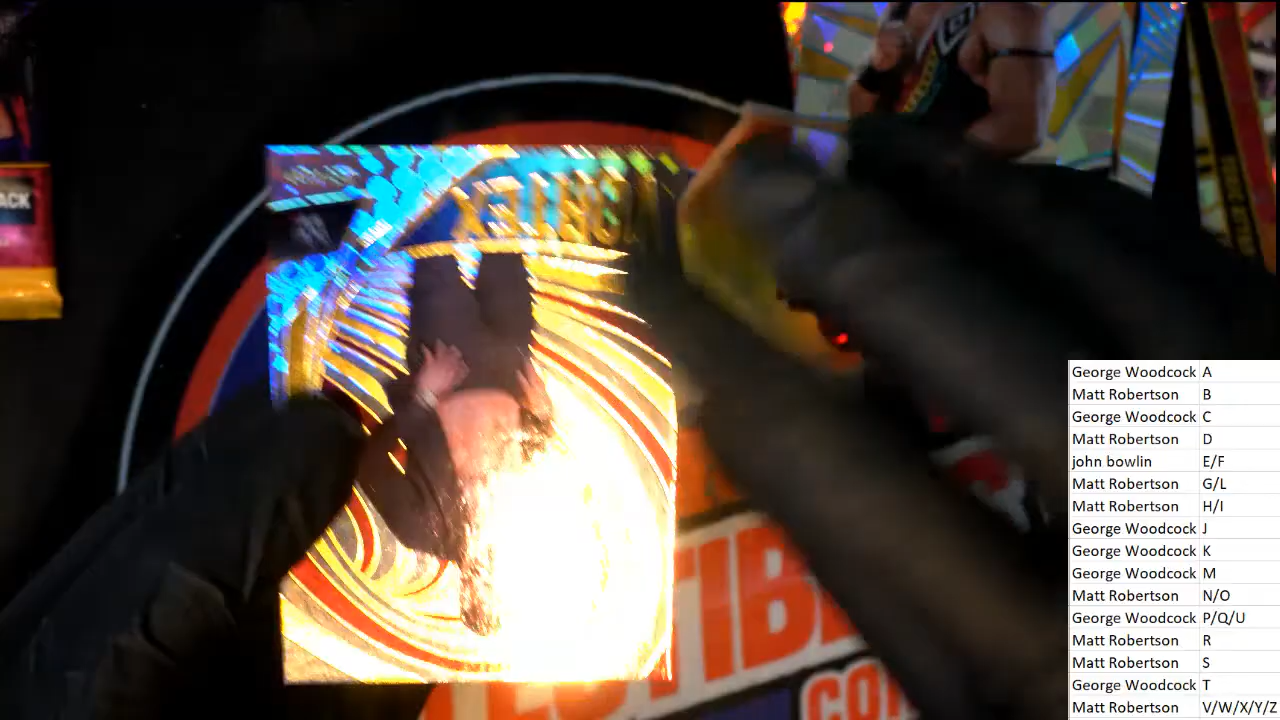 ACK
George Woodcock A
Matt Robertson B
George Woodcock C
Matt Robertson D
john bowlin E/F
Matt Robertson G/L
Matt Robertson H/I
George Woodcock J
George Woodcock K
George Woodcock M
Matt Robertson N/O
George Woodcock P/Q/U
Matt Robertson R
Matt Robertson S
George Woodcock T
Matt Robertson V/W/X/Y/Z